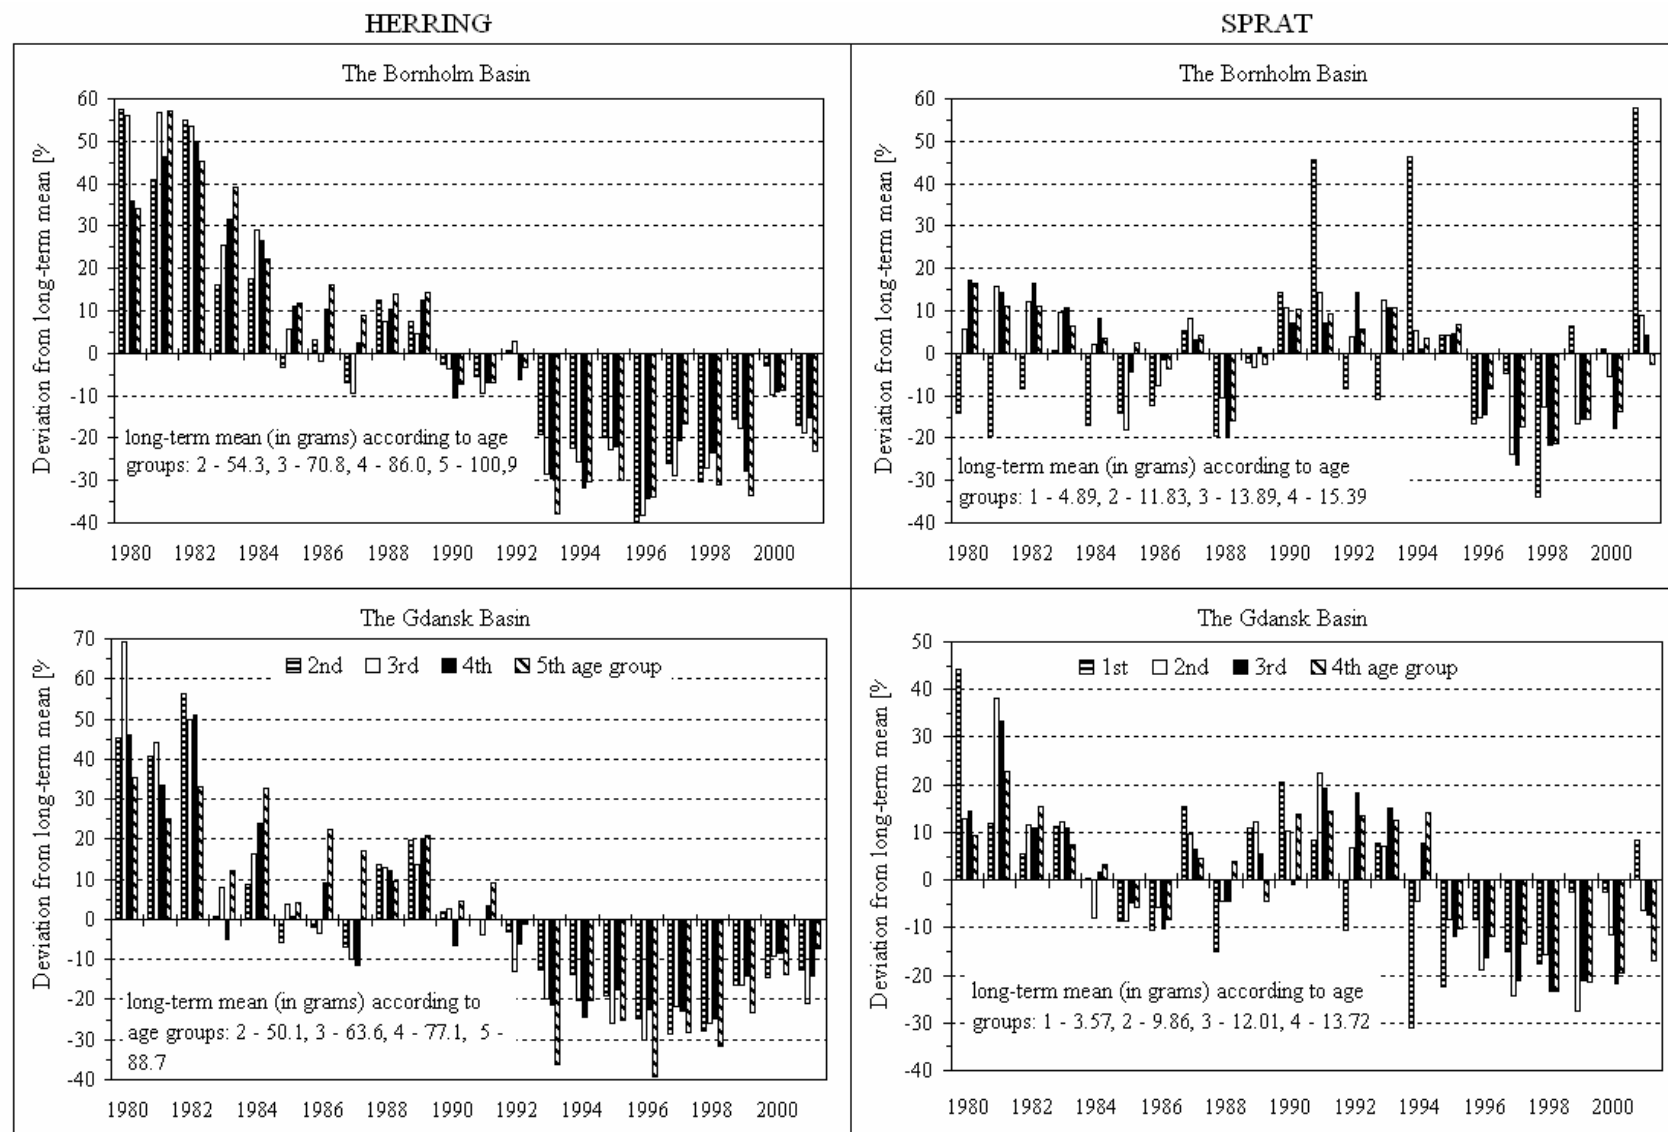 HERRING
SPRAT
The Bornholm Basin
Deviation from long-term mean [%
60
50
40
30
20
10
0
-10
-20
-30
-40
long-term mean (in grams) according to age
groups: 2 - 54.3, 3 - 70.8, 4 - 86.0, 5 - 100,9
1980 1982 1984 1986 1988 1990 1992 1994 1996 1998 2000
The Bornholm Basin
Deviation from long-term mean [%
60
50
40
30
20
10
0
-10
-20
-30
-40
long-term mean (in grams) according to age
groups: 1 - 4.89, 2 - 11.83, 3 - 13.89, 4 - 15.39
1980 1982 1984 1986 1988 1990 1992 1994 1996 1998 2000
The Gdansk Basin
Deviation from long-term mean [%
70
60
50
40
30
20
10
0
-10
-20
-30
-40
2nd 3rd 4th 5th age group
long-term mean (in grams) according to
age groups: 2 - 50.1, 3 - 63.6, 4 - 77.1, 5 -
88.7
1980 1982 1984 1986 1988 1990 1992 1994 1996 1998 2000
The Gdansk Basin
Deviation from long-term mean [%
50
40
30
20
10
0
-10
-20
-30
-40
1st 2nd 3rd 4th age group
long-term mean (in grams) according to age
groups: 1 - 3.57, 2 - 9.86, 3 - 12.01, 4 - 13.72
1980 1982 1984 1986 1988 1990 1992 1994 1996 1998 2000